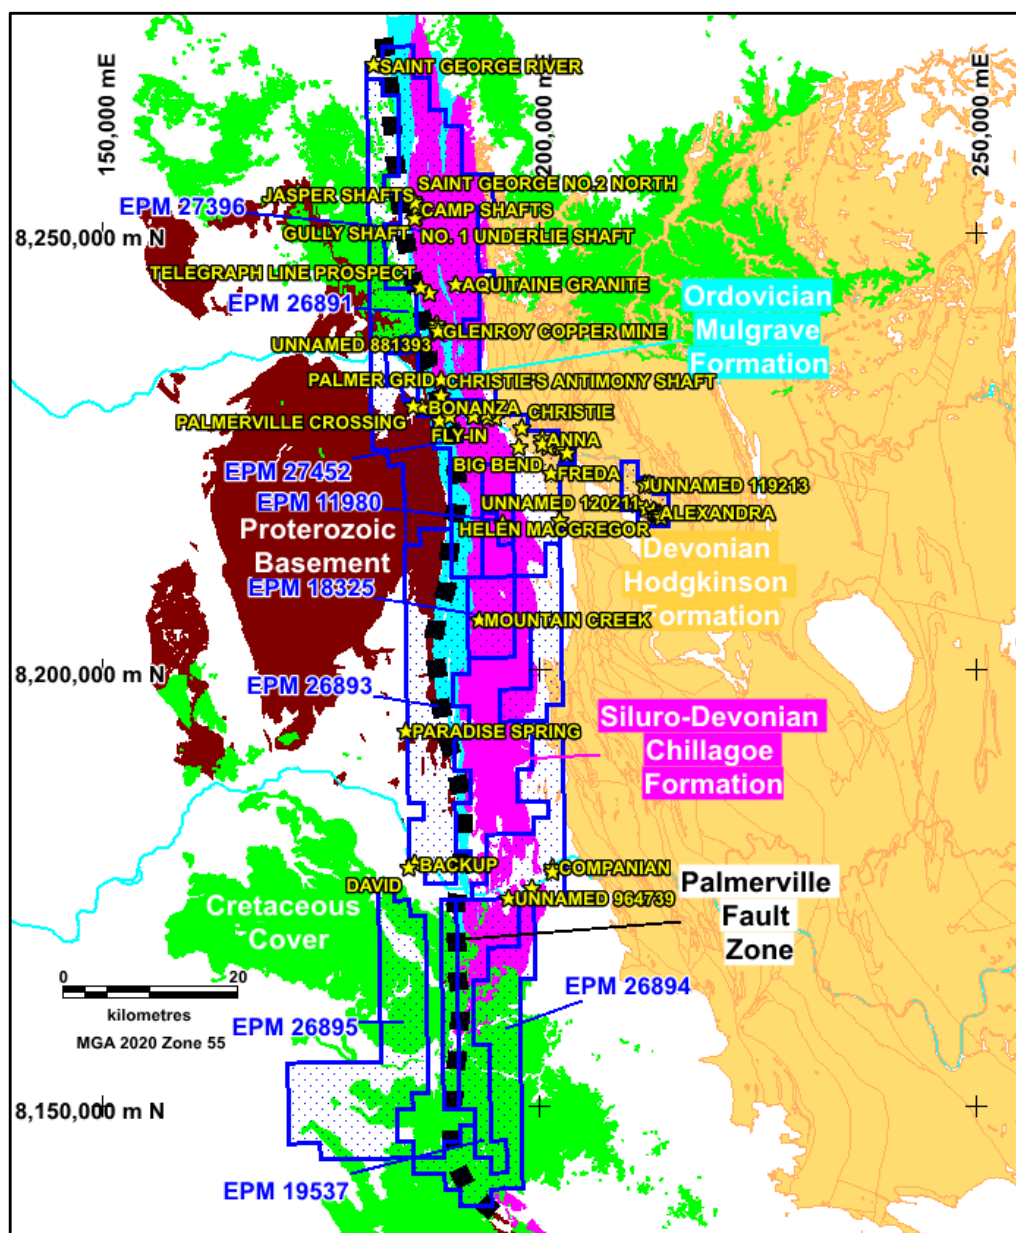 150,000 mE
200,000 mE
250,000 mE
SAINT GEORGE RIVER
SAINT GEORGE NO.2 NORTH
JASPER SHAFTS
EPM 27396
CAMP SHAFTS
GULLY SHAFT
NO. 1 UNDERLIE SHAFT
8,250,000 m N
TELEGRAPH LINE PROSPECT
AQUITAINE GRANITE
EPM 26891
Ordovician
Mulgrave
Formation
GLENROY COPPER MINE
UNNAMED 881393
PALMER GRID
CHRISTIE'S ANTIMONY SHAFT
BONANZA
CHRISTIE
PALMERVILLE CROSSING
FLY-IN
ANNA
EPM 27452
BIG BEND
FREDA
UNNAMED 119213
EPM 11980
UNNAMED 120211
ALEXANDRA
HELEN MACGREGOR
Proterozoic
Basement
Devonian
Hodgkinson
Formation
EPM 18325
MOUNTAIN CREEK
8,200,000 m N
EPM 26893
PARADISE SPRING
Siluro-Devonian
Chillagoe
Formation
BACKUP
COMPANIAN
DAVID
UNNAMED 964739
Palmerville
Fault
Zone
Cretaceous
Cover
0
20
kilometres
MGA 2020 Zone 55
EPM 26894
EPM 26895
8,150,000 m N
EPM 19537